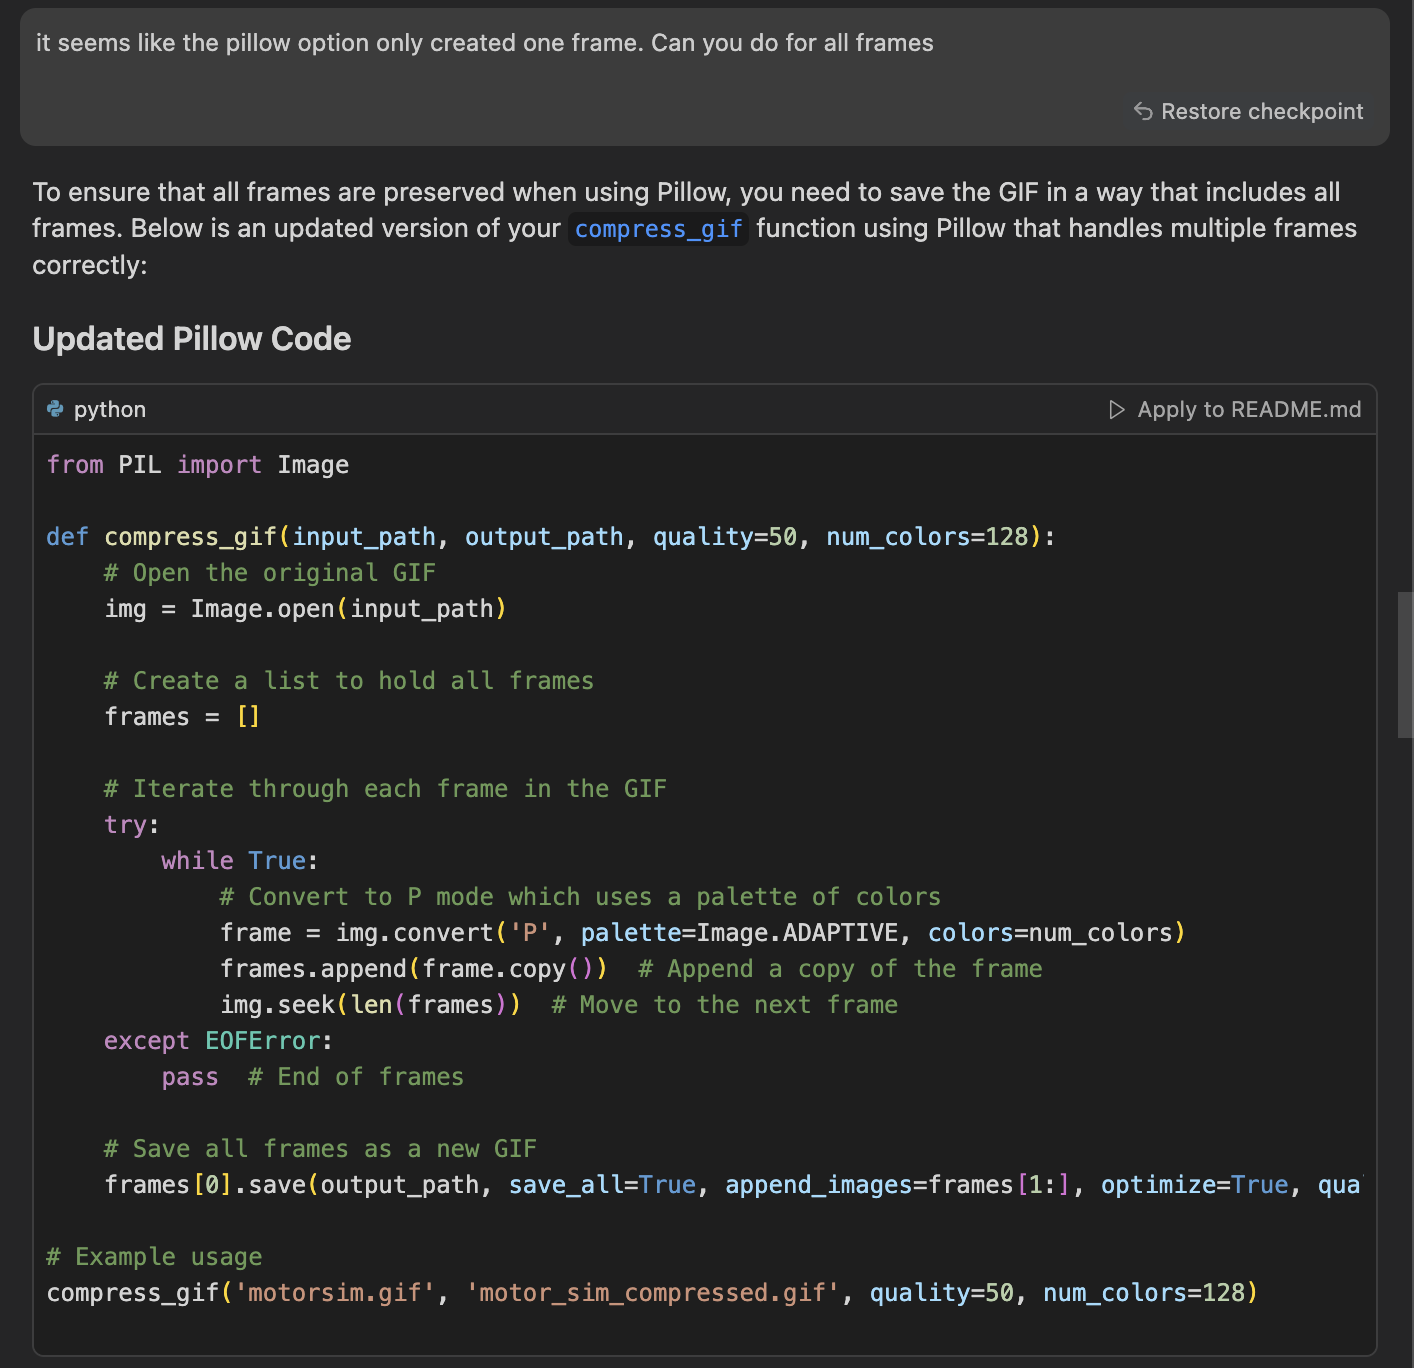 it seems like the pillow option only created one frame. Can you do for all frames
Restore checkpoint
To ensure that all frames are preserved when using Pillow, you need to save the GIF in a way that includes all
frames. Below is an updated version of your compress_gif function using Pillow that handles multiple frames
correctly:
Updated Pillow Code
python
Apply to README.md
from PIL import Image
def compress_gif(input_path, output_path, quality=50, num_colors=128):
    # Open the original GIF
    img = Image.open(input_path)
    # Create a list to hold all frames
    frames = []
    # Iterate through each frame in the GIF
    try:
        while True:
            # Convert to P mode which uses a palette of colors
            frame = img.convert('P', palette=Image.ADAPTIVE, colors=num_colors)
            frames.append(frame.copy())  # Append a copy of the frame
            img.seek(len(frames))  # Move to the next frame
    except EOFError:
        pass  # End of frames
    # Save all frames as a new GIF
    frames[0].save(output_path, save_all=True, append_images=frames[1:], optimize=True, qua
# Example usage
compress_gif('motorsim.gif', 'motor_sim_compressed.gif', quality=50, num_colors=128)